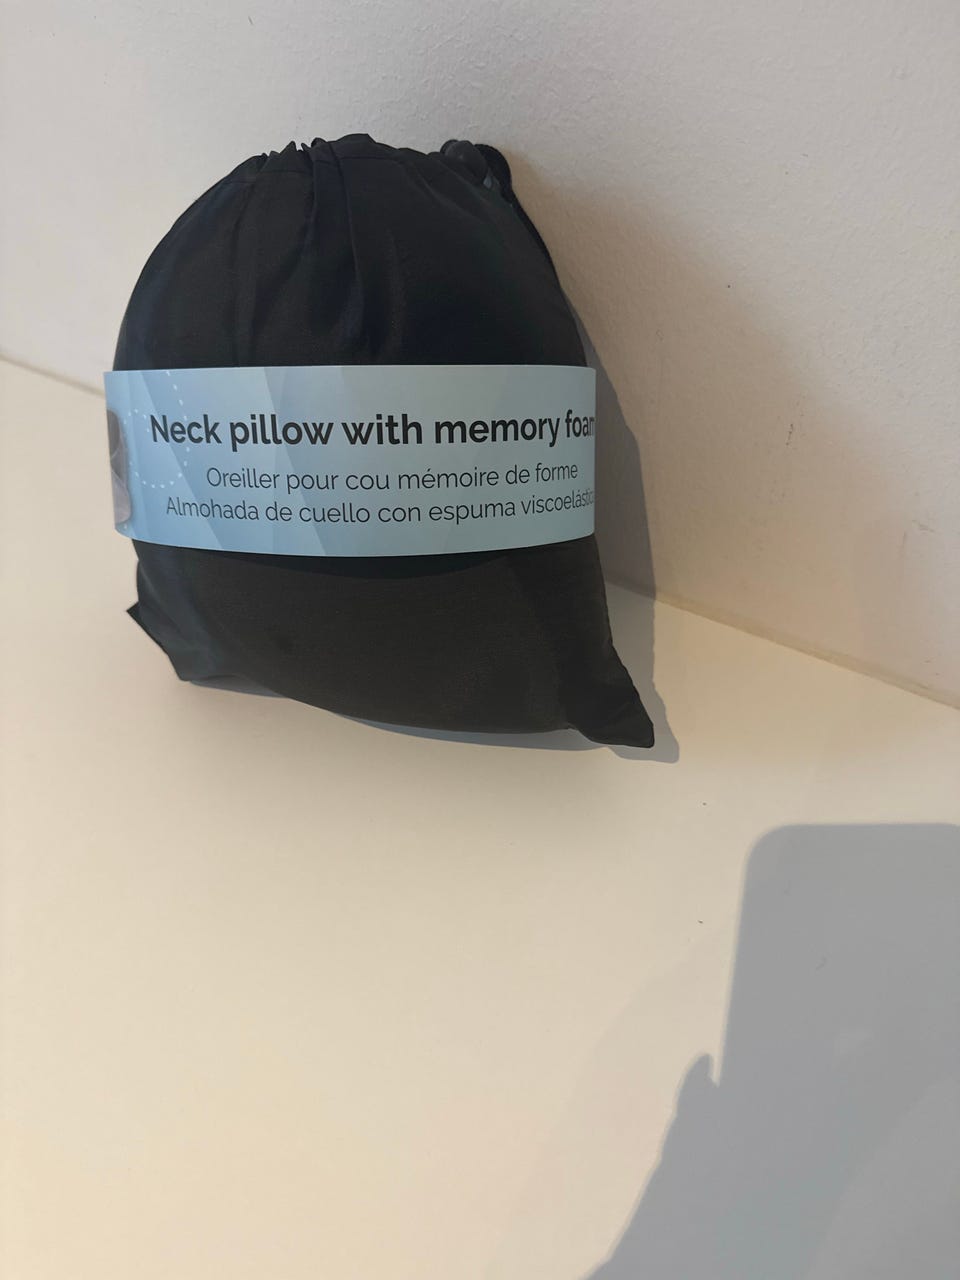 Neck pillow with memory foam
Oreiller pour cou mémoire de forme
Almohada de cuello con espuma viscoelástic